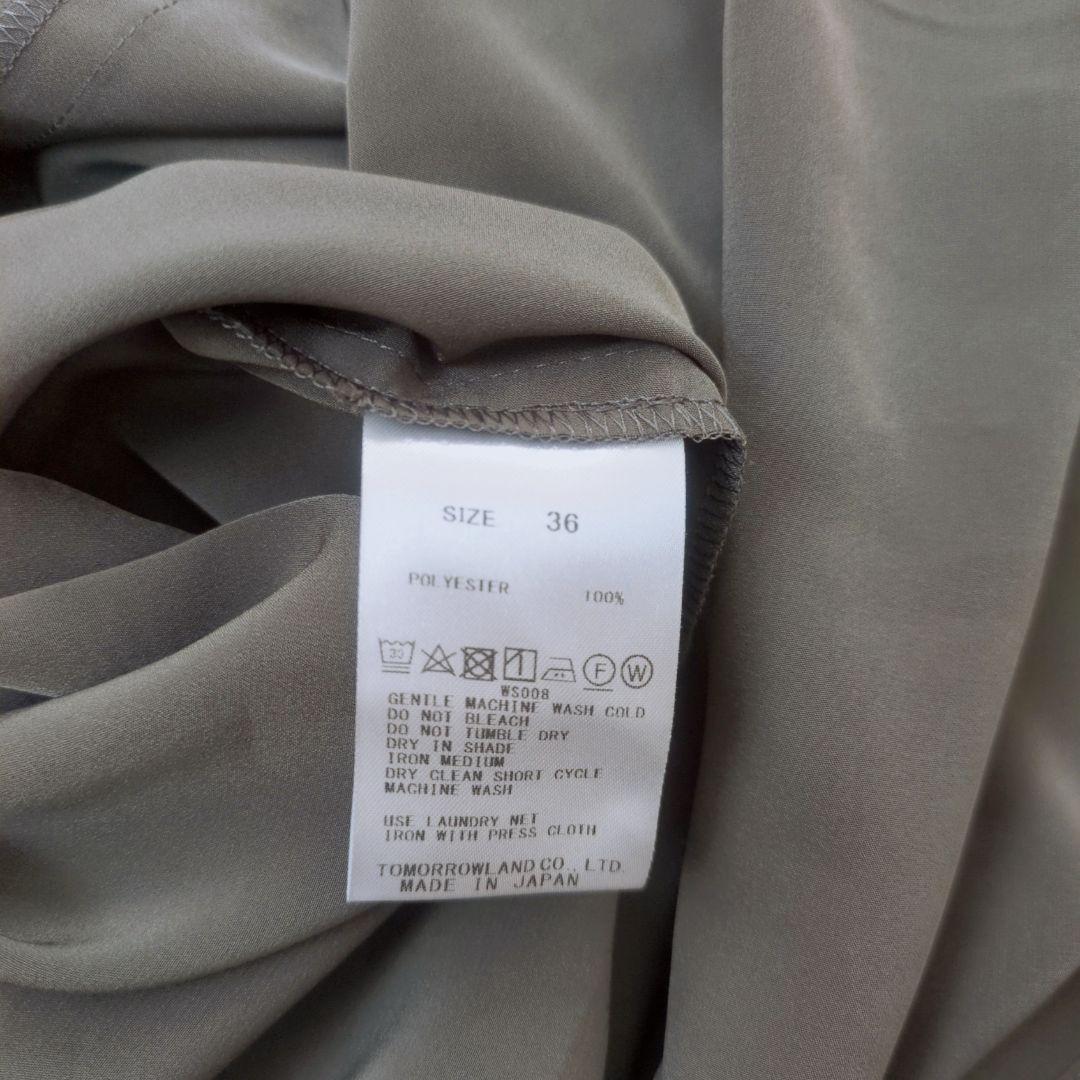 SIZE 36
POLYESTER 100%
30 F W
WS008
GENTLE MACHINE WASH COLD
DO NOT BLEACH
DO NOT TUMBLE DRY
DRY IN SHADE
IRON MEDIUM
DRY CLEAN SHORT CYCLE
MACHINE WASH
USE LAUNDRY NET
IRON WITH PRESS CLOTH
TOMORROWLAND CO., LTD.
MADE IN JAPAN